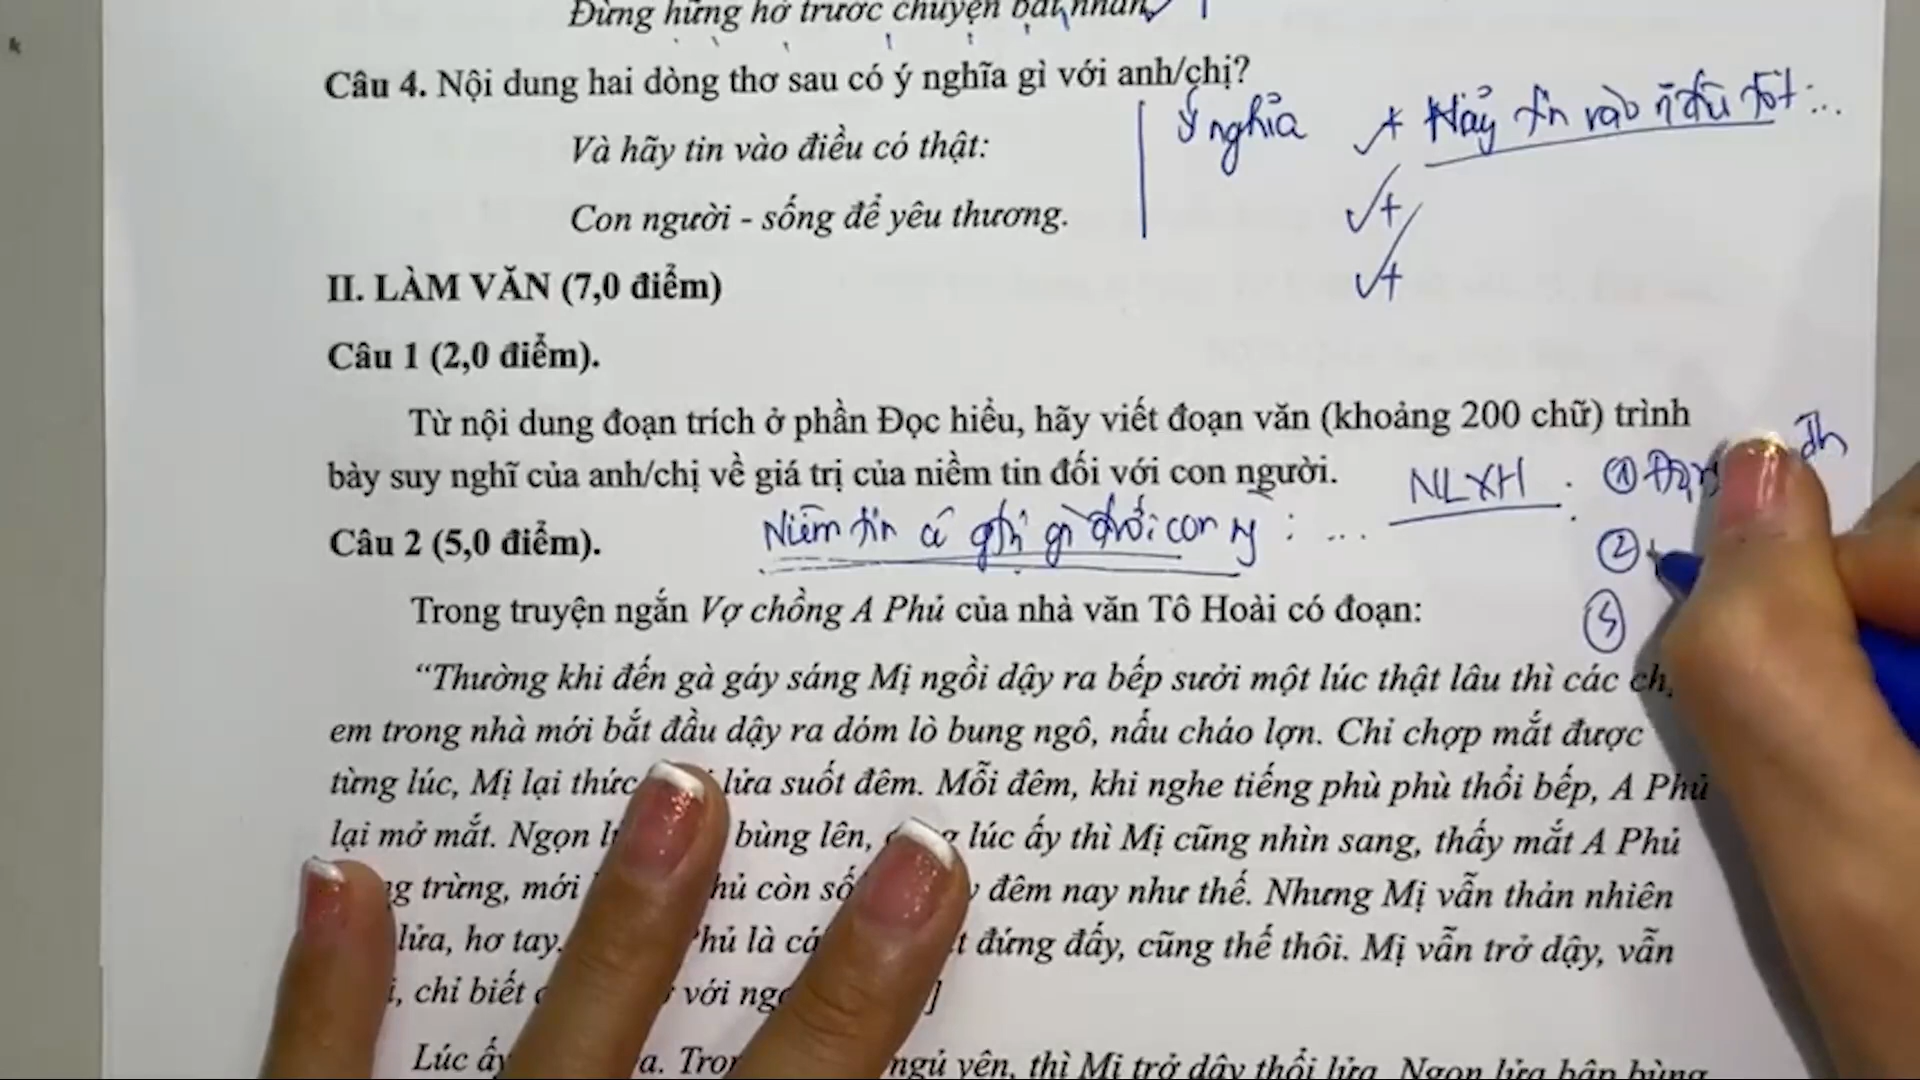 Đừng hững hờ trước chuyện bất nhân,
Câu 4. Nội dung hai dòng thơ sau có ý nghĩa gì với anh/chị?
Ý nghĩa
+ Hãy tin vào điều tốt...
Và hãy tin vào điều có thật:
Con người - sống để yêu thương.
+
+
II. LÀM VĂN (7,0 điểm)
Câu 1 (2,0 điểm).
Từ nội dung đoạn trích ở phần Đọc hiểu, hãy viết đoạn văn (khoảng 200 chữ) trình
bày suy nghĩ của anh/chị về giá trị của niềm tin đối với con người.
NLXH : ①
②
Câu 2 (5,0 điểm).
Niềm tin có gtrị gì đối với con ng : ...
Trong truyện ngắn Vợ chồng A Phủ của nhà văn Tô Hoài có đoạn:
“Thường khi đến gà gáy sáng Mị ngồi dậy ra bếp sưởi một lúc thật lâu thì các
em trong nhà mới bắt đầu dậy ra dóm lò bung ngô, nấu cháo lợn. Chỉ chợp mắt được
từng lúc, Mị lại thức lửa suốt đêm. Mỗi đêm, khi nghe tiếng phù phù thổi bếp, A Phủ
lại mở mắt. Ngọn bùng lên, lúc ấy thì Mị cũng nhìn sang, thấy mắt A Phủ
trừng, mới còn đêm nay như thế. Nhưng Mị vẫn thản nhiên
lửa, hơ tay. là đứng đấy, cũng thế thôi. Mị vẫn trở dậy, vẫn
chỉ biết với ]
Lúc ấy ngủ yên, thì Mị trở dậy thổi lửa. Ngọn lửa bập bùng